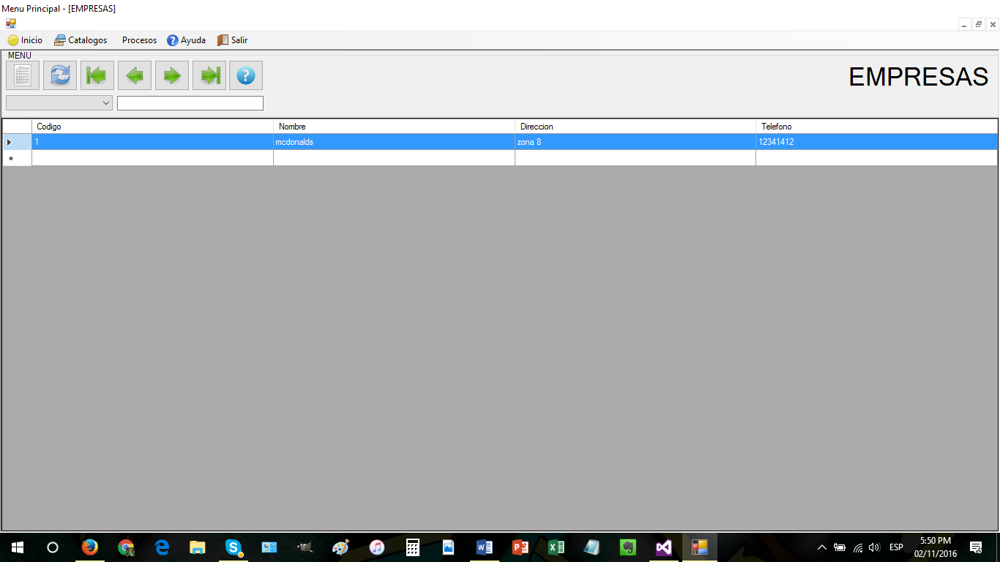 Menu Principal - [EMPRESAS]
Inicio Catalogos Procesos Ayuda Salir
MENU
EMPRESAS
Codigo Nombre Direccion Telefono
1 mcdonalds zona 8 12341412
*
ESP
5:50 PM
02/11/2016